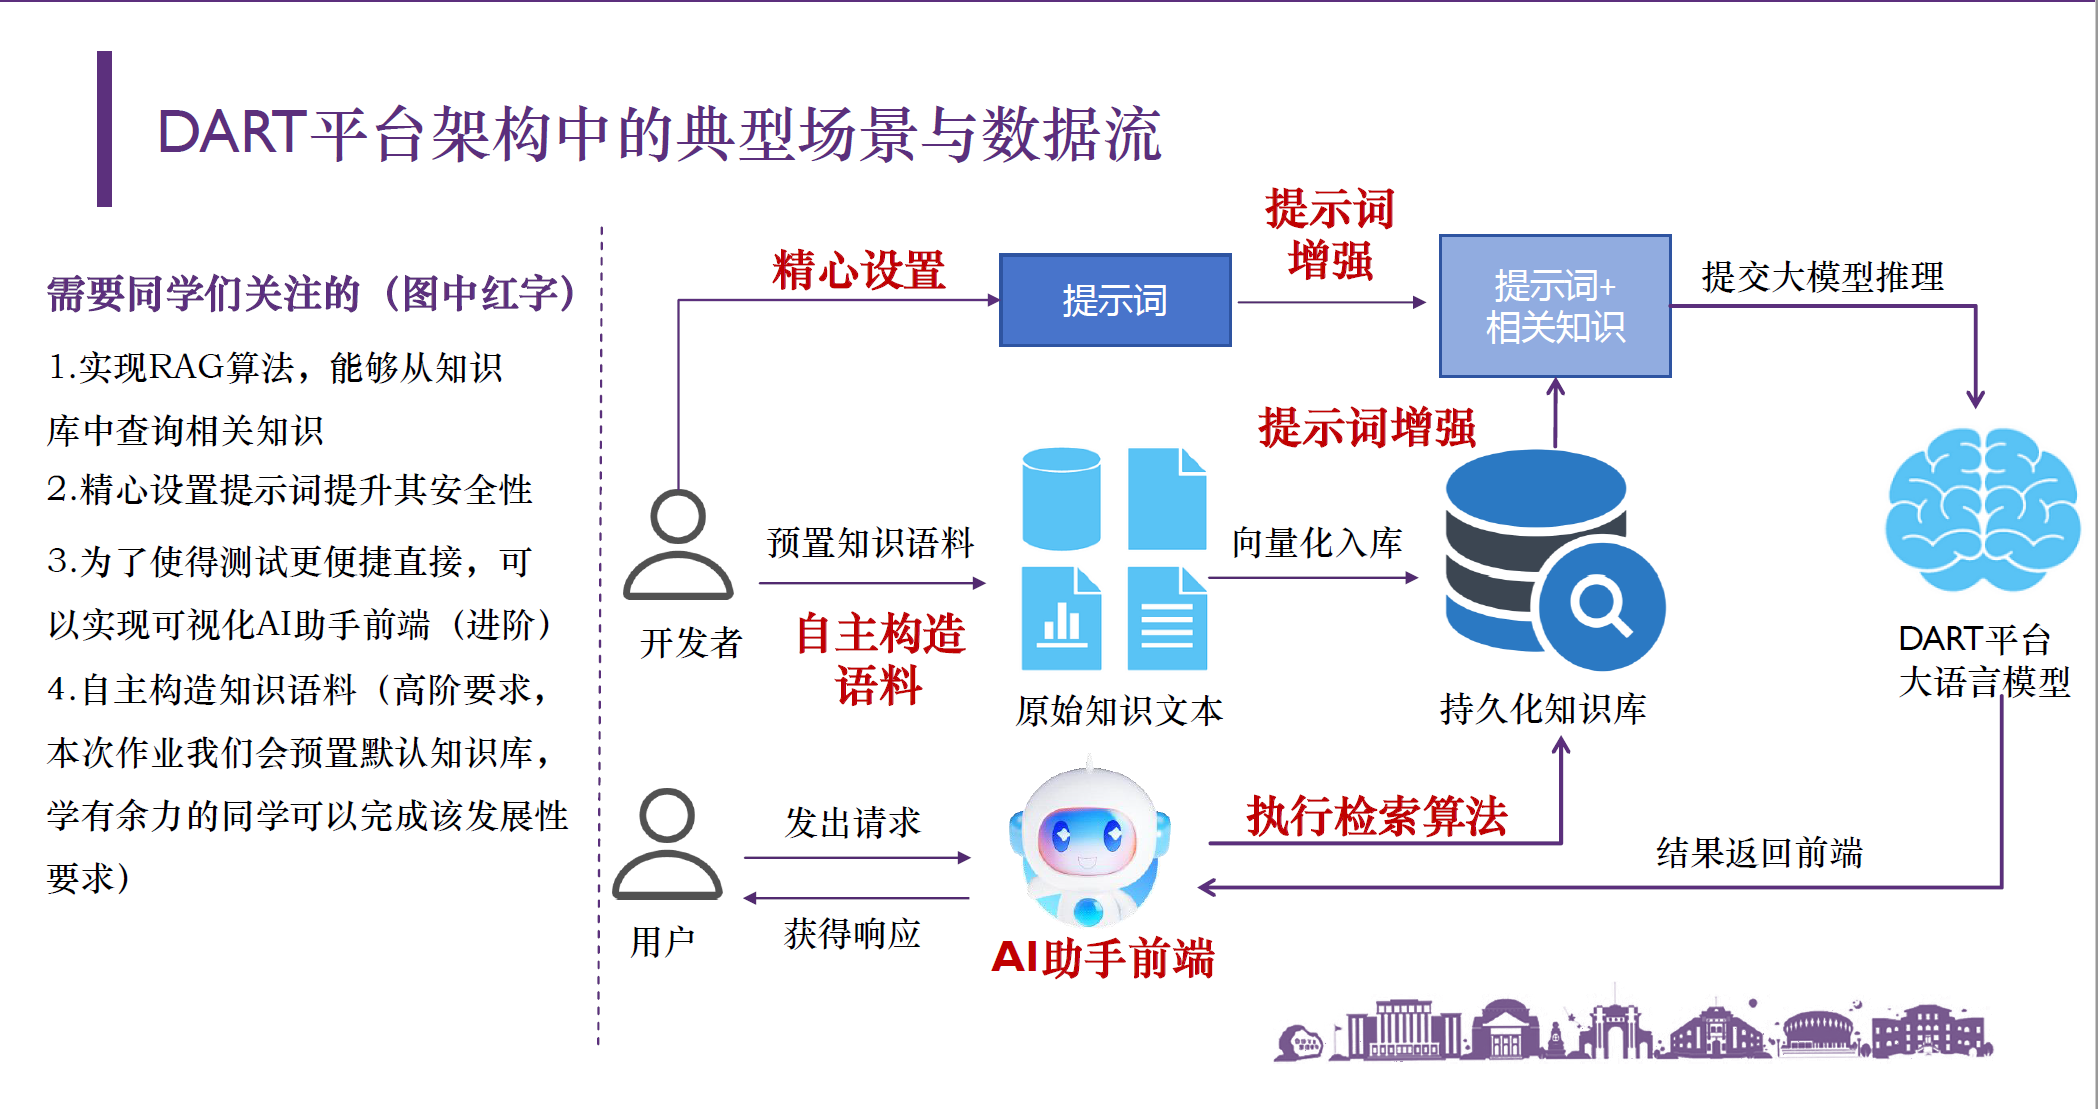 DART平台架构中的典型场景与数据流
需要同学们关注的（图中红字）
1.实现RAG算法，能够从知识
库中查询相关知识
2.精心设置提示词提升其安全性
3.为了使得测试更便捷直接，可
以实现可视化AI助手前端（进阶）
4.自主构造知识语料（高阶要求，
本次作业我们会预置默认知识库，
学有余力的同学可以完成该发展性
要求）
精心设置
提示词
提示词
增强
提示词+
相关知识
提交大模型推理
提示词增强
开发者
预置知识语料
自主构造
语料
原始知识文本
向量化入库
持久化知识库
DART平台
大语言模型
用户
发出请求
获得响应
AI助手前端
执行检索算法
结果返回前端